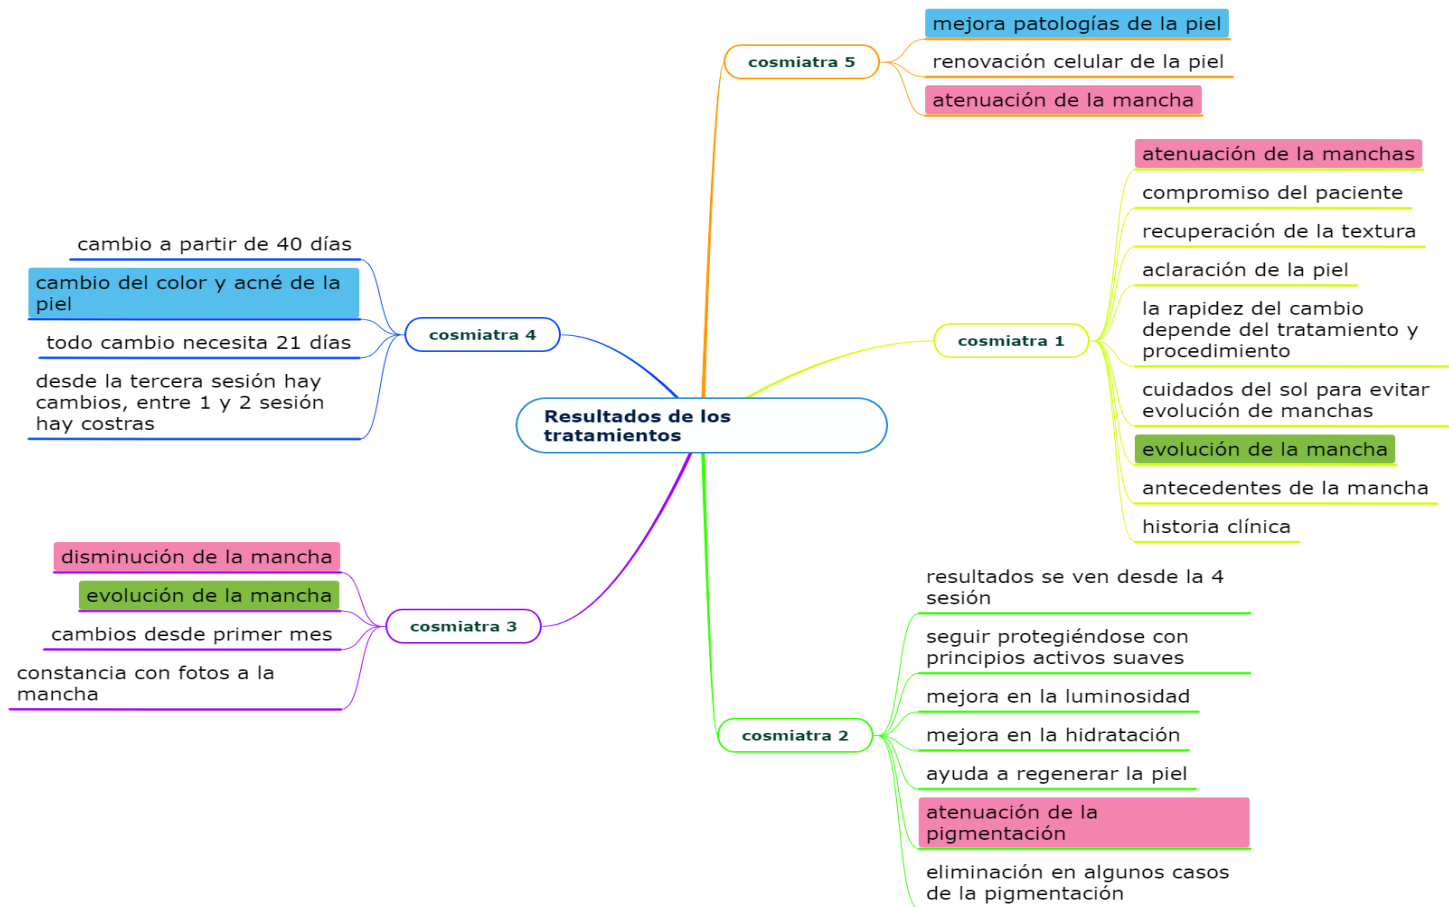 Resultados de los
tratamientos
cosmiatra 5
mejora patologías de la piel
renovación celular de la piel
atenuación de la mancha
cosmiatra 1
atenuación de la manchas
compromiso del paciente
recuperación de la textura
aclaración de la piel
la rapidez del cambio
depende del tratamiento y
procedimiento
cuidados del sol para evitar
evolución de manchas
evolución de la mancha
antecedentes de la mancha
historia clínica
cosmiatra 2
resultados se ven desde la 4
sesión
seguir protegiéndose con
principios activos suaves
mejora en la luminosidad
mejora en la hidratación
ayuda a regenerar la piel
atenuación de la
pigmentación
eliminación en algunos casos
de la pigmentación
cosmiatra 3
disminución de la mancha
evolución de la mancha
cambios desde primer mes
constancia con fotos a la
mancha
cosmiatra 4
cambio a partir de 40 días
cambio del color y acné de la
piel
todo cambio necesita 21 días
desde la tercera sesión hay
cambios, entre 1 y 2 sesión
hay costras